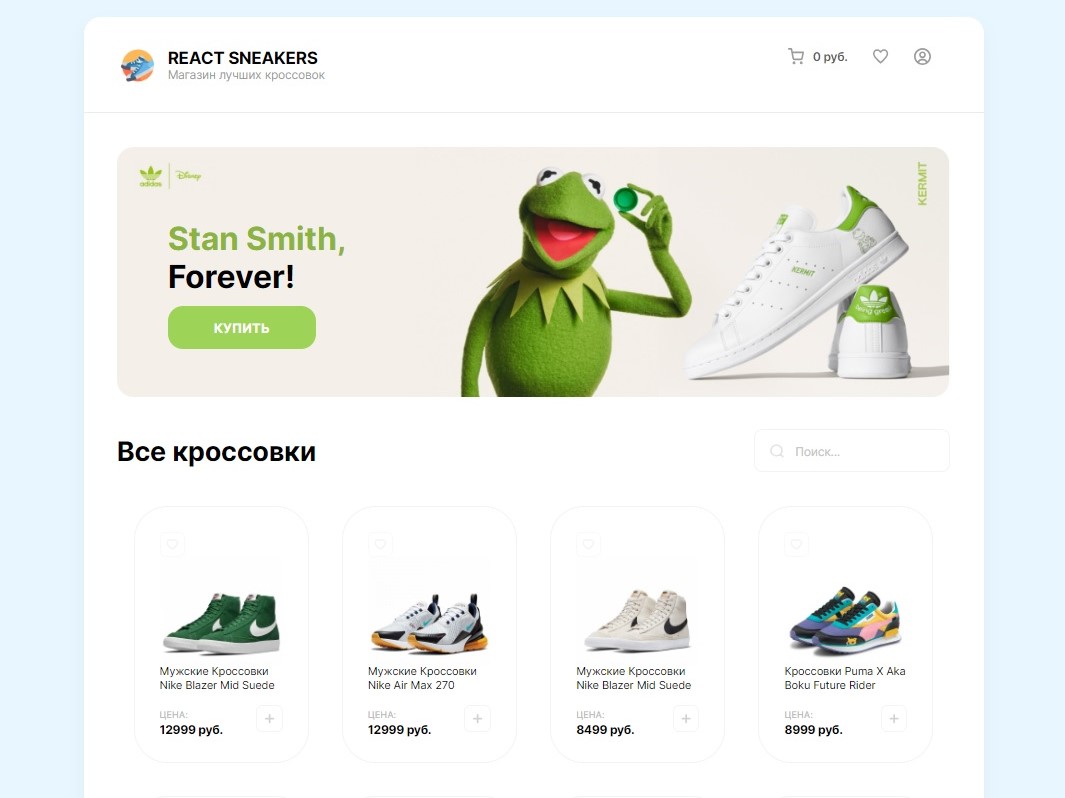 REACT SNEAKERS
Магазин лучших кроссовок
0 руб.
adidas
Disney
KERMIT
Stan Smith,
Forever!
КУПИТЬ
KERMIT
Все кроссовки
Поиск...
Мужские Кроссовки
Nike Blazer Mid Suede
ЦЕНА:
12999 руб.
Мужские Кроссовки
Nike Air Max 270
ЦЕНА:
12999 руб.
Мужские Кроссовки
Nike Blazer Mid Suede
ЦЕНА:
8499 руб.
Кроссовки Puma X Aka
Boku Future Rider
ЦЕНА:
8999 руб.